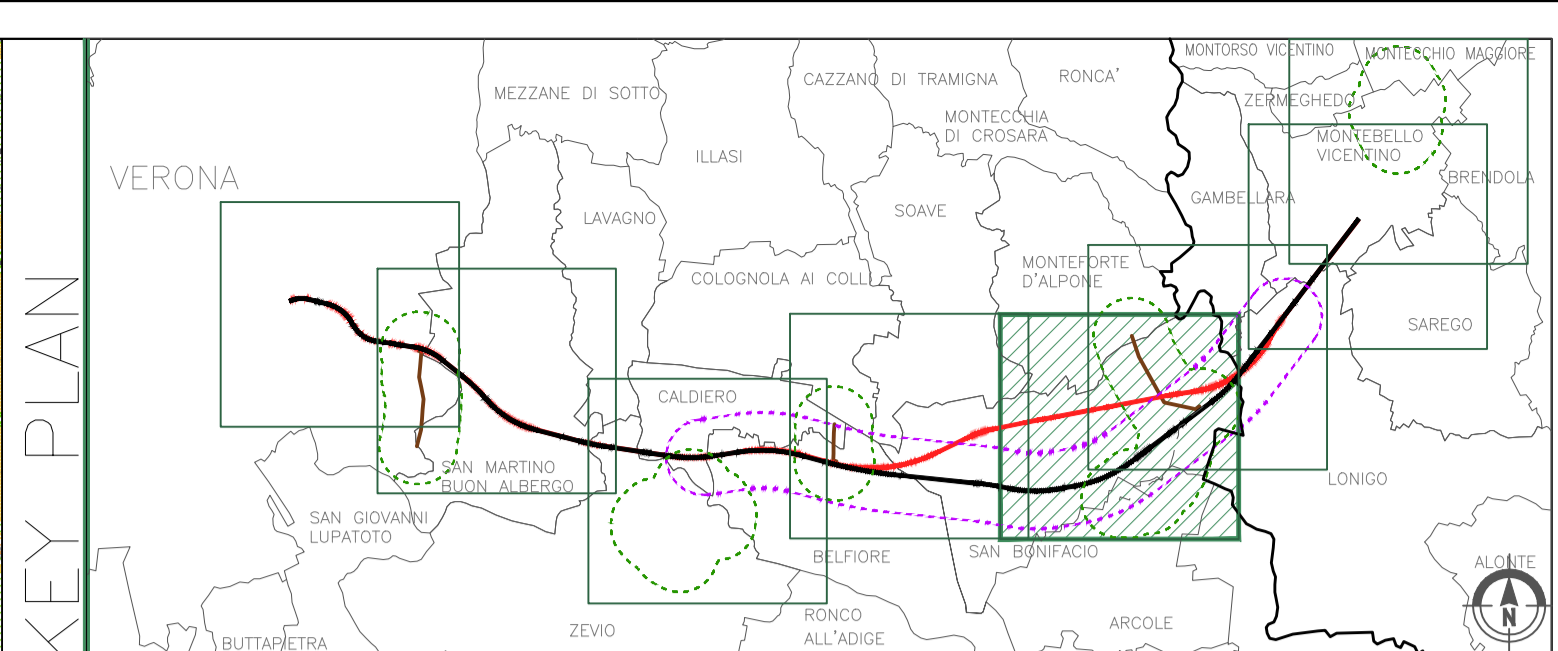 KEY PLAN
MONTORSO VICENTINO
MONTECCHIO MAGGIORE
CAZZANO DI TRAMIGNA
RONCA'
MEZZANE DI SOTTO
ZERMEGHEDO
MONTECCHIA
DI CROSARA
MONTEBELLO
VICENTINO
ILLASI
VERONA
BRENDOLA
GAMBELLARA
LAVAGNO
SOAVE
MONTEFORTE
D'ALPONE
COLOGNOLA AI COLLI
SAREGO
CALDIERO
SAN MARTINO
BUON ALBERGO
LONIGO
SAN GIOVANNI
LUPATOTO
SAN BONIFACIO
BELFIORE
ALONTE
N
RONCO
ALL'ADIGE
ZEVIO
ARCOLE
BUTTAPIETRA